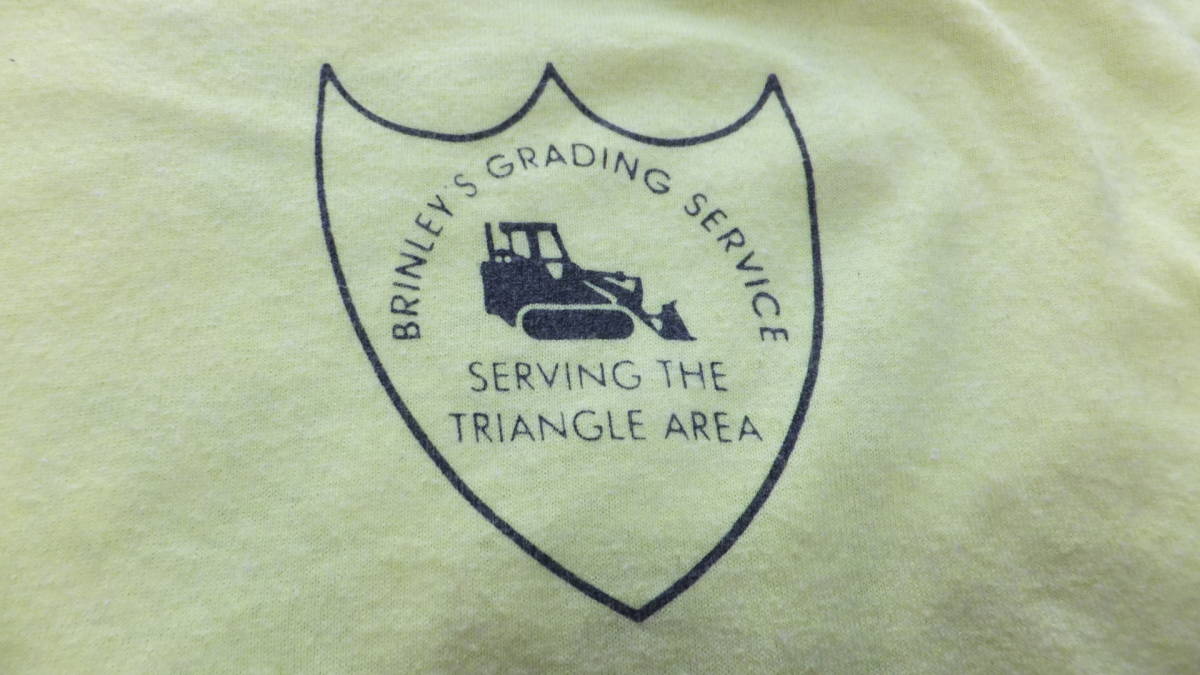 BRINLEY'S GRADING SERVICE
SERVING THE
TRIANGLE AREA